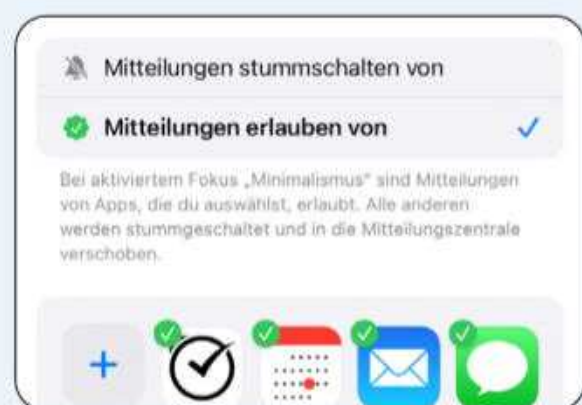 Mitteilungen stummschalten von
Mitteilungen erlauben von
Bei aktiviertem Fokus „Minimalismus“ sind Mitteilungen
von Apps, die du auswählst, erlaubt. Alle anderen
werden stummgeschaltet und in die Mitteilungszentrale
verschoben.